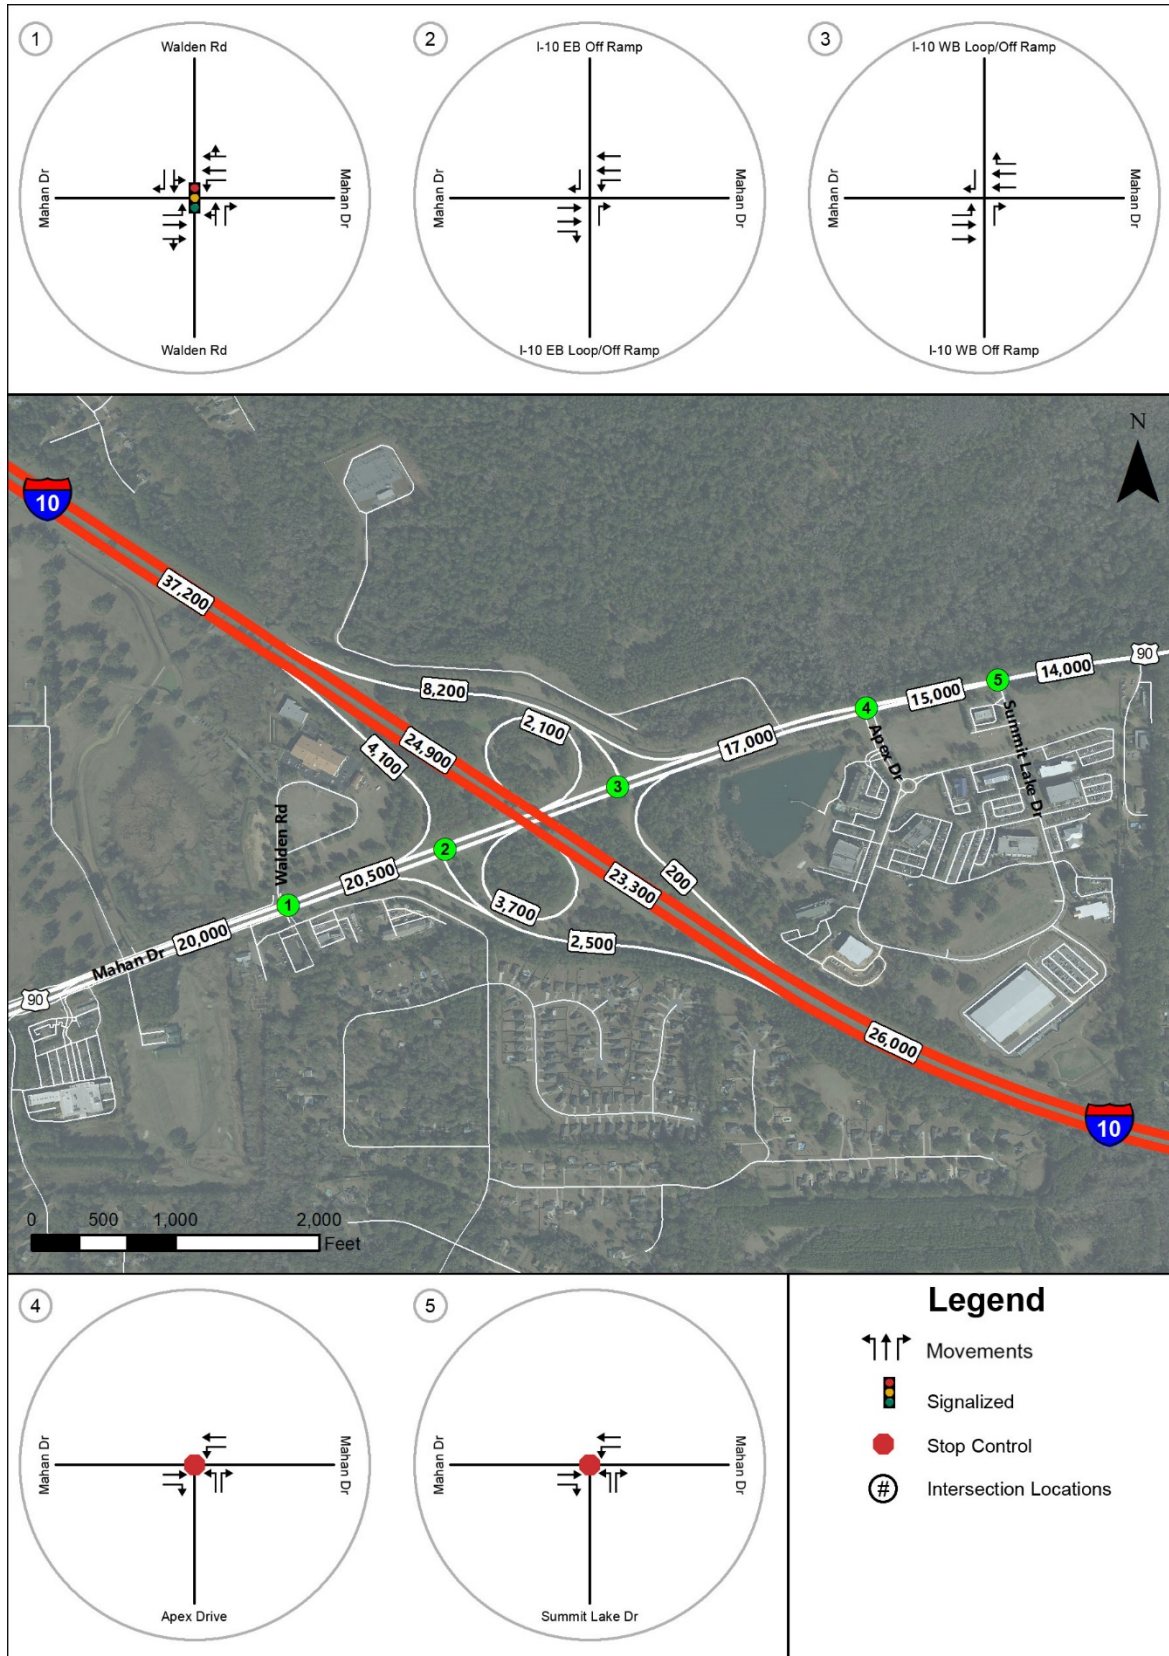 1
Walden Rd
Mahan Dr
Mahan Dr
Walden Rd
2
I-10 EB Off Ramp
Mahan Dr
Mahan Dr
I-10 EB Loop/Off Ramp
3
I-10 WB Loop/Off Ramp
Mahan Dr
Mahan Dr
I-10 WB Off Ramp
N
10
37,200
8,200
2,100
4,100
24,900
17,000
15,000
14,000
90
3
4
5
Apex Dr
Summit Lake Dr
Walden Rd
2
1
20,500
20,000
Mahan Dr
90
3,700
2,500
23,300
200
26,000
10
0 500 1,000 2,000
Feet
4
Mahan Dr
Mahan Dr
Apex Drive
5
Mahan Dr
Mahan Dr
Summit Lake Dr
Legend
Movements
Signalized
Stop Control
# Intersection Locations